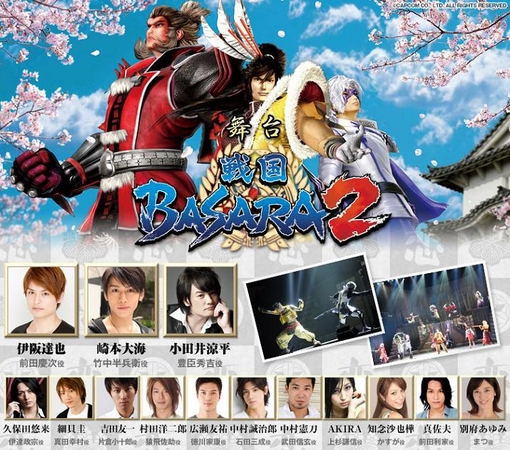 ©CAPCOM CO., LTD. ALL RIGHTS RESERVED
舞台
戦国
BASARA2
伊阪達也
前田慶次役
崎本大海
竹中半兵衛役
小田井涼平
豊臣秀吉役
久保田悠来
伊達政宗役
細貝圭
真田幸村役
吉田友一
片倉小十郎役
村田洋二郎
猿飛佐助役
広瀬友祐
徳川家康役
中村誠治郎
石田三成役
中村憲刀
武田信玄役
AKIRA
上杉謙信役
知念沙也樺
かすが役
真佐夫
前田利家役
別府あゆみ
まつ役